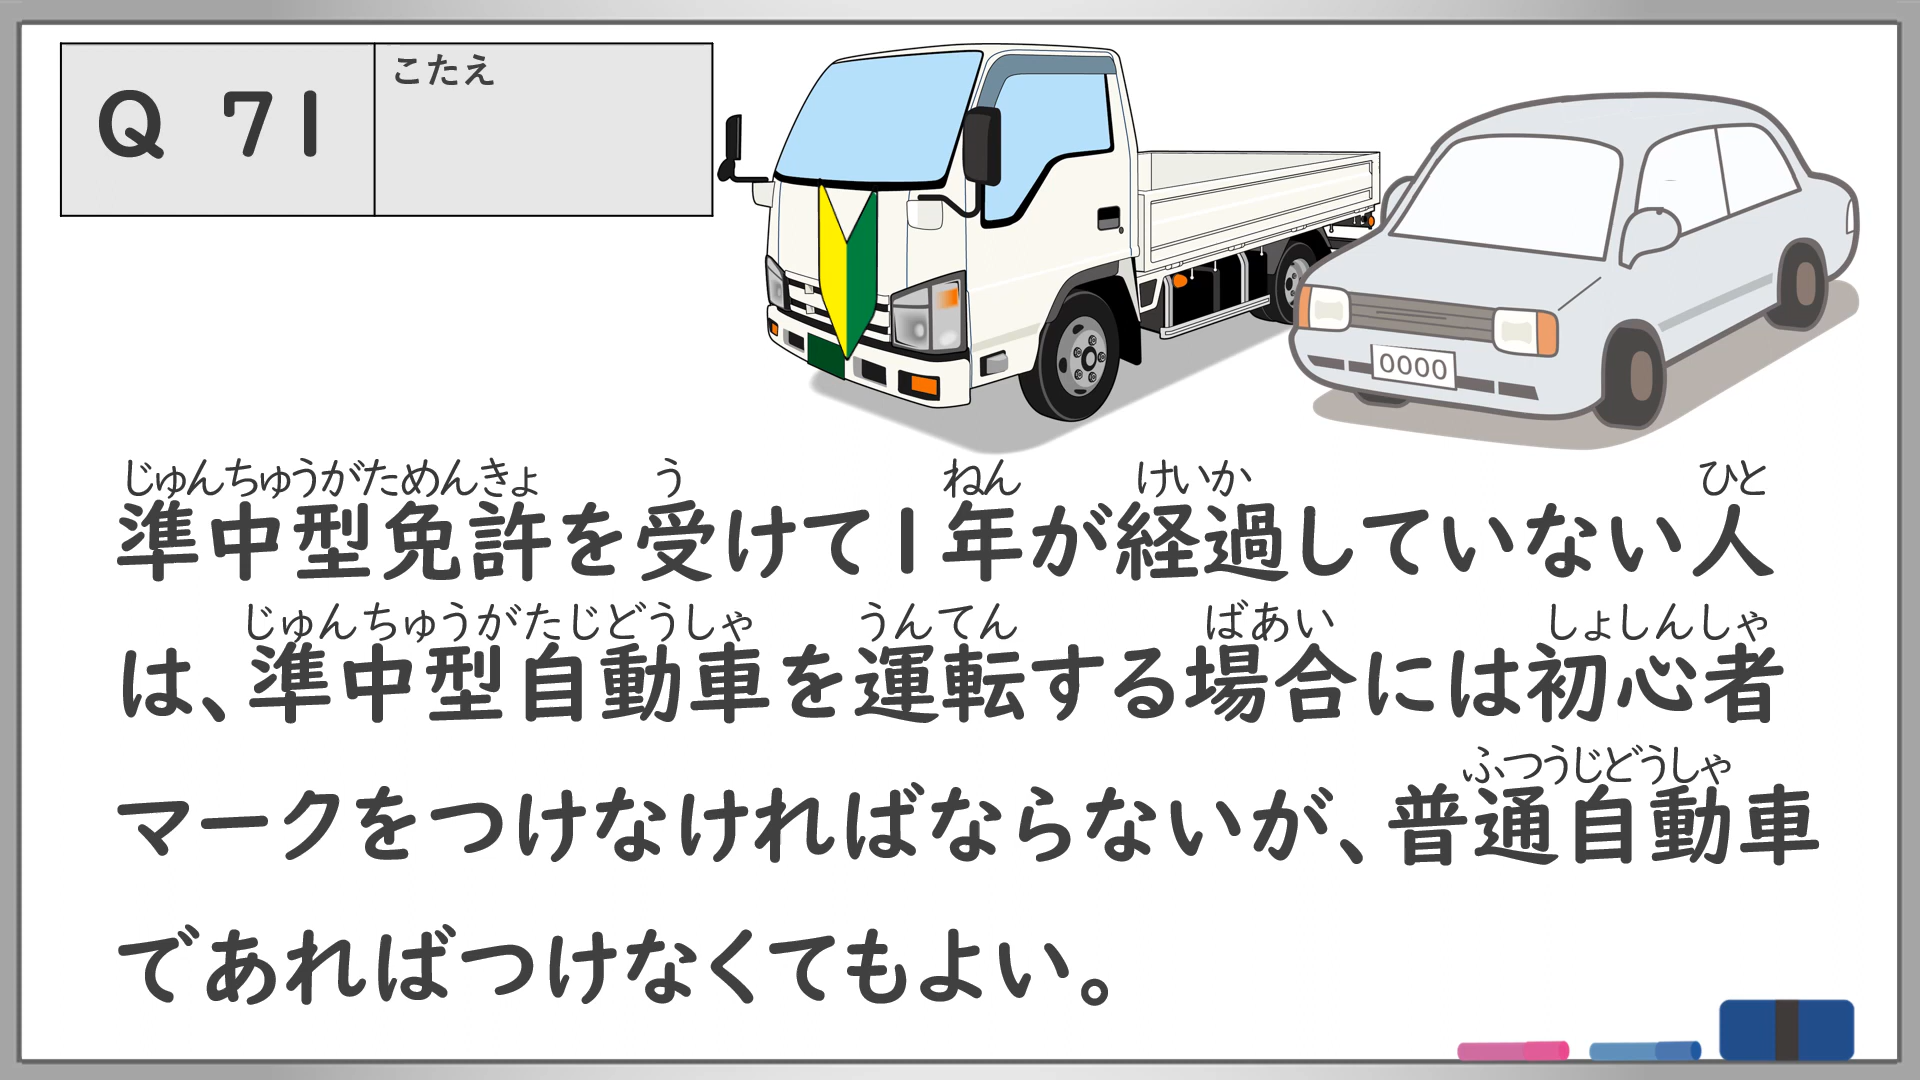 Q 71
こたえ
じゅんちゅうがためんきょ う ねん けいか ひと
準中型免許を受けて1年が経過していない人
じゅんちゅうがたじどうしゃ うんてん ばあい しょしんしゃ
は、準中型自動車を運転する場合には初心者
ふつうじどうしゃ
マークをつけなければならないが、普通自動車
であればつけなくてもよい。
0000